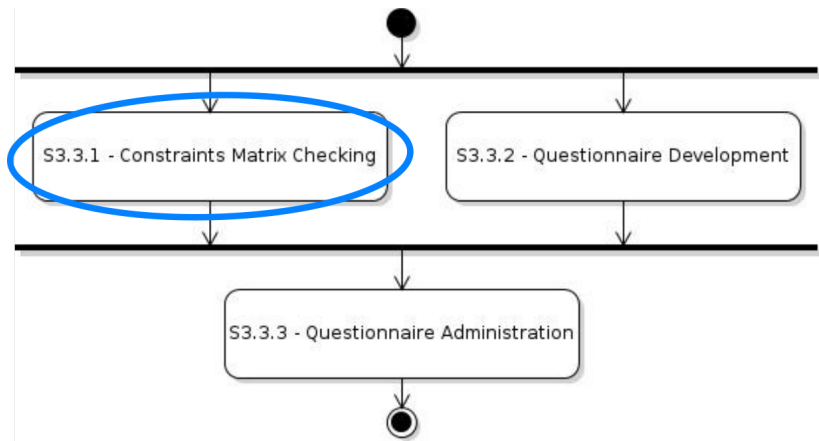 S3.3.1 - Constraints Matrix Checking
S3.3.2 - Questionnaire Development
S3.3.3 - Questionnaire Administration